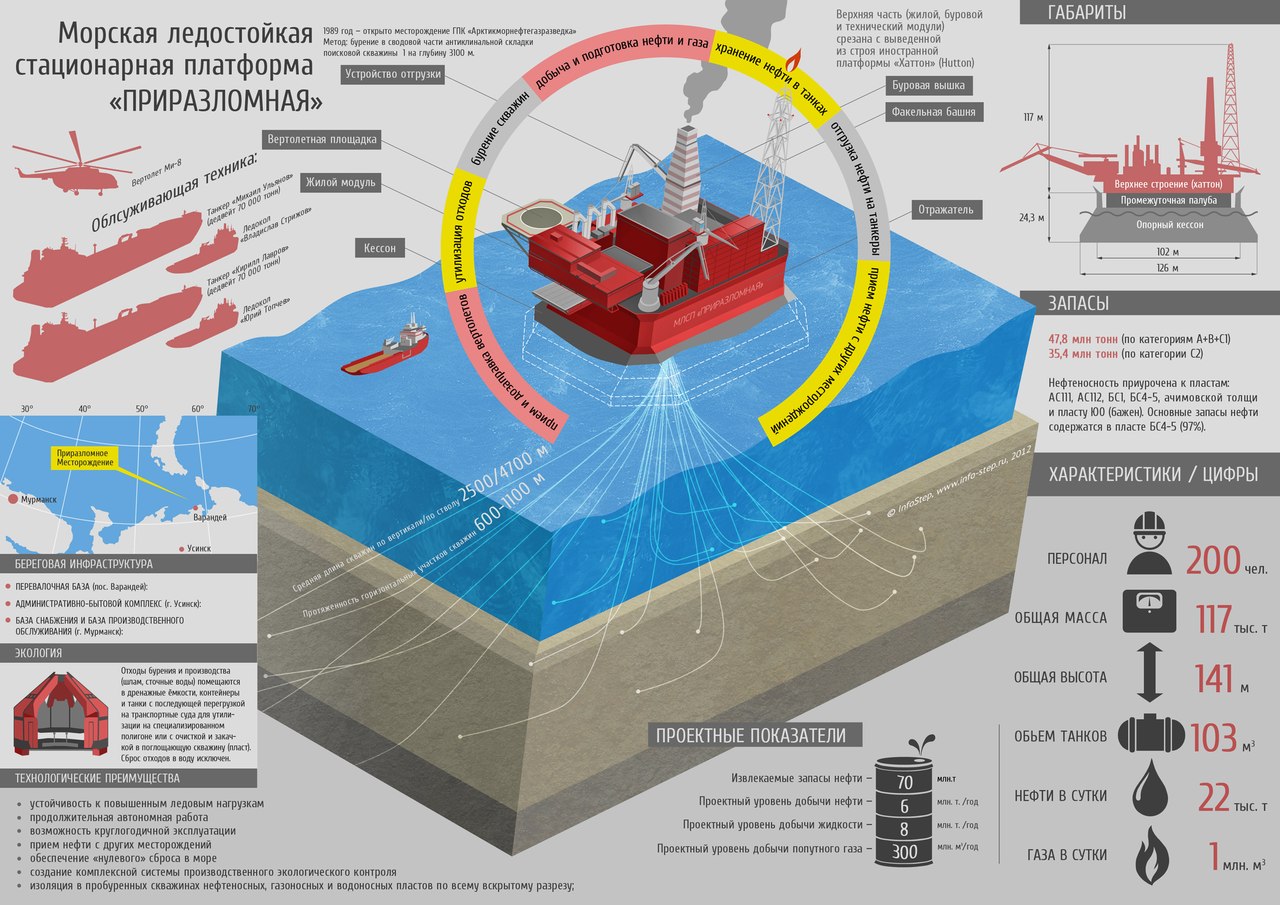 Морская ледостойкая
стационарная платформа
«ПРИРАЗЛОМНАЯ»
1989 год – открыто месторождение ГПК «Арктикморнефтегазразведка»
Метод: бурение в сводовой части антиклинальной складки
поисковой скважины 1 на глубину 3100 м.
Верхняя часть (жилой, буровой
и технический модули)
срезана с выведенной
из строя иностранной
платформы «Хаттон» (Hutton)
Устройство отгрузки
Вертолетная площадка
Жилой модуль
Кессон
Буровая вышка
Факельная башня
Отражатель
прием и дозаправка вертолетов
утилизация отходов
бурение скважин
добыча и подготовка нефти и газа
хранение нефти в танках
отгрузка нефти на танкеры
прием нефти с других месторождений
МЛСП «ПРИРАЗЛОМНАЯ»
Вертолет Ми-8
Облсуживающая техника:
Танкер «Михаил Ульянов»
(дедвейт 70 000 тонн)
Ледокол
«Владислав Стрижов»
Танкер «Кирилл Лавров»
(дедвейт 70 000 тонн)
Ледокол
«Юрий Топчев»
30° 40° 50° 60° 70°
Приразломное
Месторождение
Мурманск
Варандей
Усинск
БЕРЕГОВАЯ ИНФРАСТРУКТУРА
ПЕРЕВАЛОЧНАЯ БАЗА (пос. Варандей):
АДМИНИСТРАТИВНО-БЫТОВОЙ КОМПЛЕКС (г. Усинск):
БАЗА СНАБЖЕНИЯ И БАЗА ПРОИЗВОДСТВЕННОГО
ОБСЛУЖИВАНИЯ (г. Мурманск):
ЭКОЛОГИЯ
Отходы бурения и производства
(шлам, сточные воды) помещаются
в дренажные ёмкости, контейнеры
и танки с последующей перегрузкой
на транспортные суда для утили-
зации на специализированном
полигоне или с очисткой и закач-
кой в поглощающую скважину (пласт).
Сброс отходов в воду исключен.
ТЕХНОЛОГИЧЕСКИЕ ПРЕИМУЩЕСТВА
• устойчивость к повышенным ледовым нагрузкам
• продолжительная автономная работа
• возможность круглогодичной эксплуатации
• прием нефти с других месторождений
• обеспечение «нулевого» сброса в море
• создание комплексной системы производственного экологического контроля
• изоляция в пробуренных скважинах нефтеносных, газоносных и водоносных пластов по всему вскрытому разрезу;
Средняя длина скважин по вертикали/по стволу 2500/4700 м
Протяженность горизонтальных участков скважин 600-1100 м
© InfoStep, www.info-step.ru, 2012
ПРОЕКТНЫЕ ПОКАЗАТЕЛИ
Извлекаемые запасы нефти – 70 млн.т
Проектный уровень добычи нефти – 6 млн. т. /год
Проектный уровень добычи жидкости – 8 млн. т. /год
Проектный уровень добычи попутного газа – 300 млн. м³/год
ГАБАРИТЫ
117 м
24,3 м
Верхнее строение (хаттон)
Промежуточная палуба
Опорный кессон
102 м
126 м
ЗАПАСЫ
47,8 млн тонн (по категориям А+В+С1)
35,4 млн тонн (по категории С2)
Нефтеносность приурочена к пластам:
АС111, АС112, БС1, БС4-5, ачимовской толщи
и пласту Ю0 (бажен). Основные запасы нефти
содержатся в пласте БС4-5 (97%).
ХАРАКТЕРИСТИКИ / ЦИФРЫ
ПЕРСОНАЛ 200 чел.
ОБЩАЯ МАССА 117 тыс. т
ОБЩАЯ ВЫСОТА 141 м
ОБЬЕМ ТАНКОВ 103 м³
НЕФТИ В СУТКИ 22 тыс. т
ГАЗА В СУТКИ 1 млн. м³